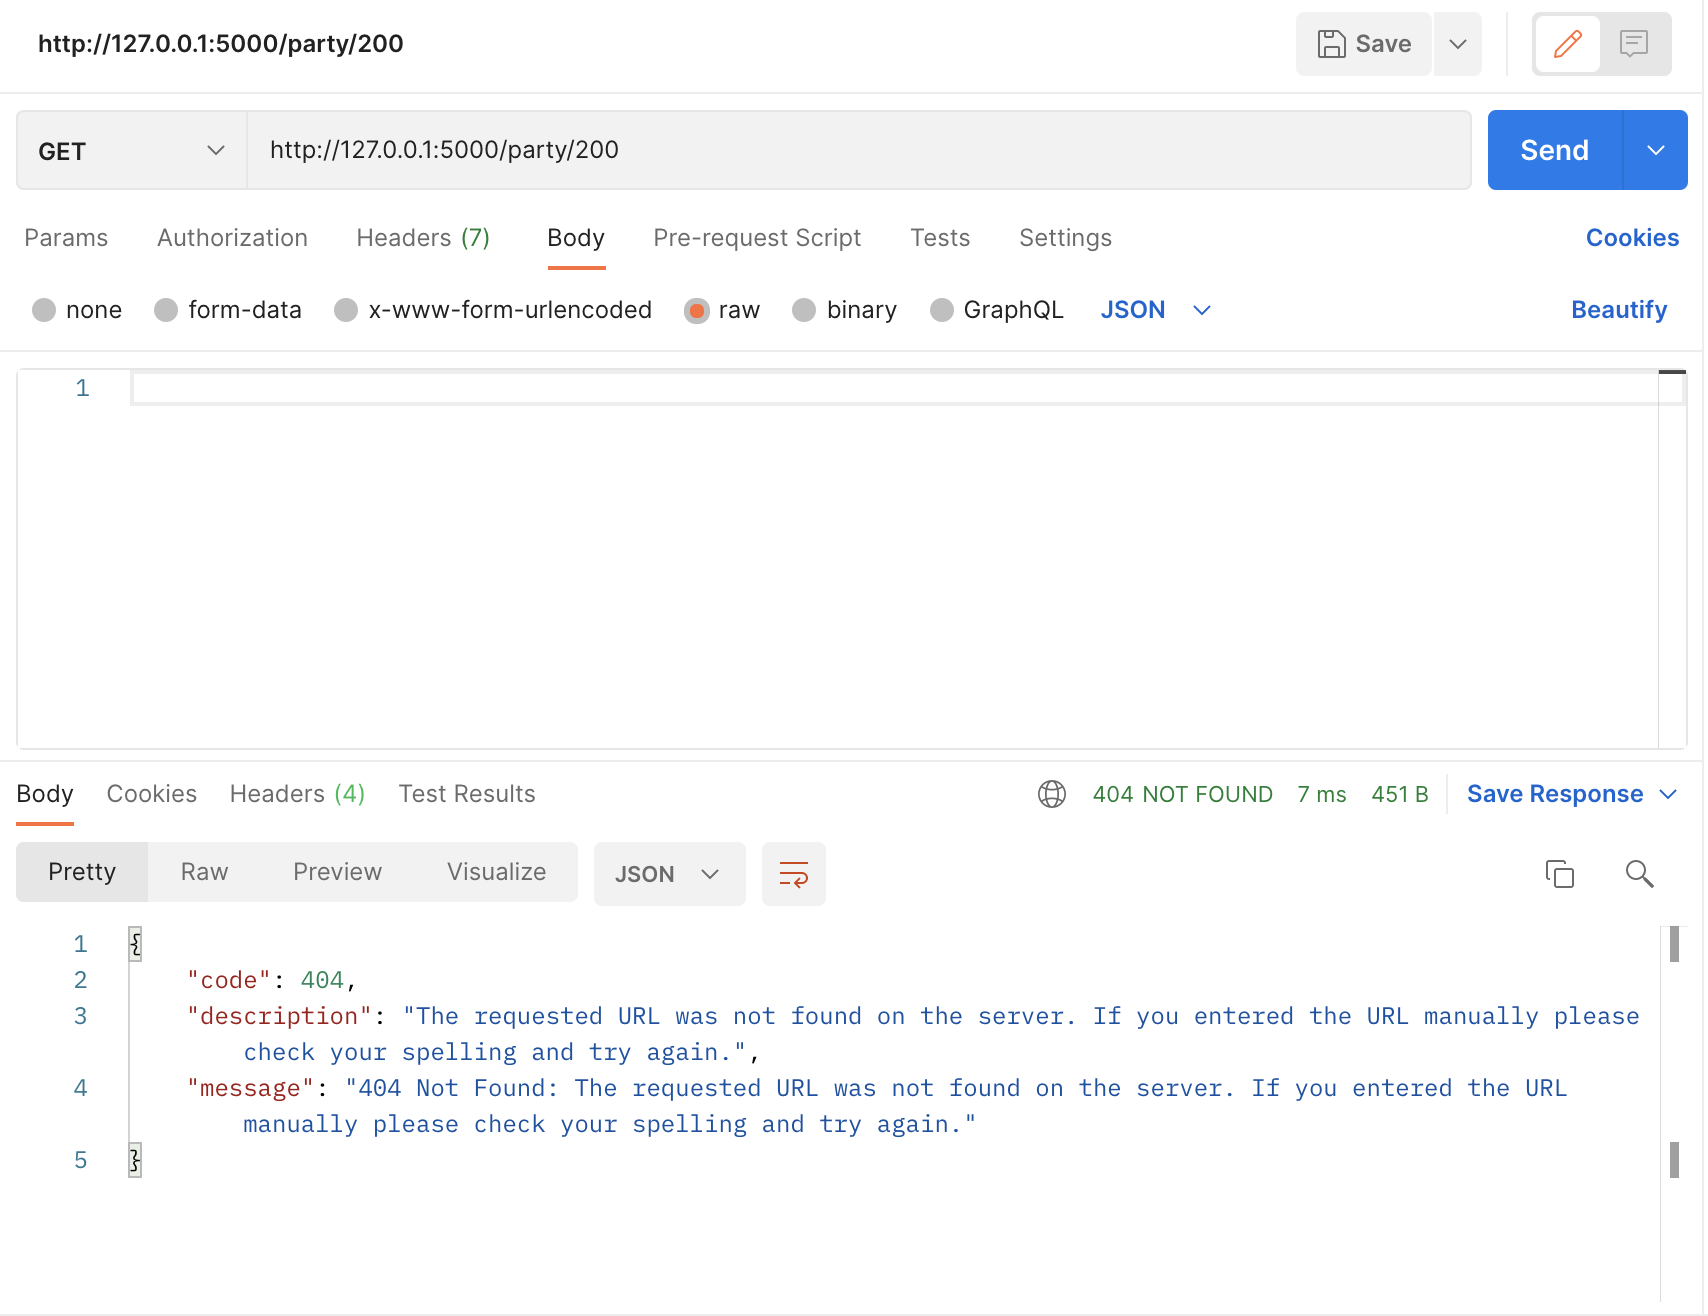 http://127.0.0.1:5000/party/200
Save
GET
http://127.0.0.1:5000/party/200
Send
Params Authorization Headers (7) Body Pre-request Script Tests Settings Cookies
none form-data x-www-form-urlencoded raw binary GraphQL JSON Beautify
1
Body Cookies Headers (4) Test Results 404 NOT FOUND 7 ms 451 B Save Response
Pretty Raw Preview Visualize JSON
1 {
2 "code": 404,
3 "description": "The requested URL was not found on the server. If you entered the URL manually please
check your spelling and try again.",
4 "message": "404 Not Found: The requested URL was not found on the server. If you entered the URL
manually please check your spelling and try again."
5 }